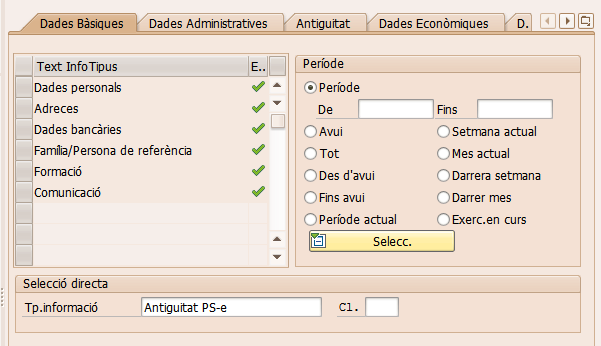 Dades Bàsiques Dades Administratives Antiguitat Dades Econòmiques D.
Text InfoTipus E..
Dades personals
Adreces
Dades bancàries
Família/Persona de referència
Formació
Comunicació
Període
Període
De Fins
Avui Setmana actual
Tot Mes actual
Des d'avui Darrera setmana
Fins avui Darrer mes
Període actual Exerc.en curs
Selecc.
Selecció directa
Tp.informació Antiguitat PS-e Cl.